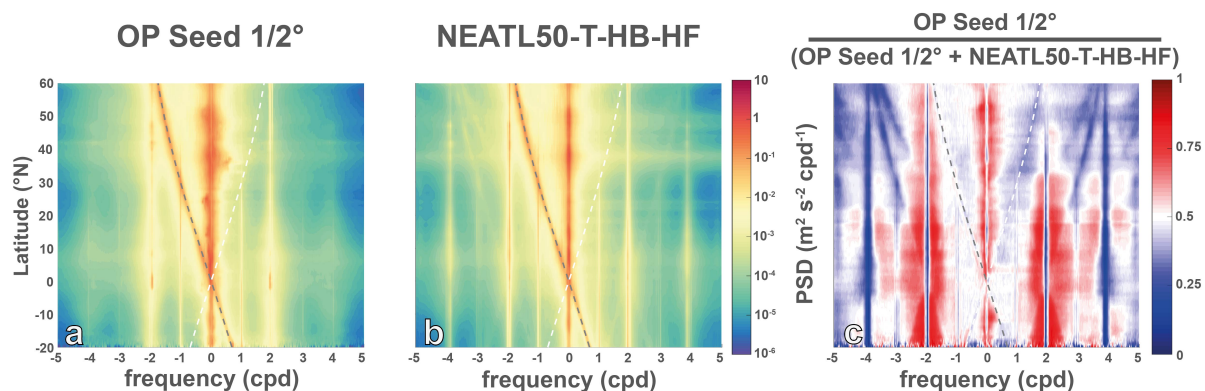 OP Seed 1/2°
NEATL50-T-HB-HF
OP Seed 1/2°
(OP Seed 1/2° + NEATL50-T-HB-HF)
Latitude (°N)
60
50
40
30
20
10
0
-10
-20
a
-5 -4 -3 -2 -1 0 1 2 3 4 5
frequency (cpd)
b
-5 -4 -3 -2 -1 0 1 2 3 4 5
frequency (cpd)
10
1
10-1
10-2
10-3
10-4
10-5
10-6
PSD (m2 s-2 cpd-1)
c
-5 -4 -3 -2 -1 0 1 2 3 4 5
frequency (cpd)
1
0.75
0.5
0.25
0